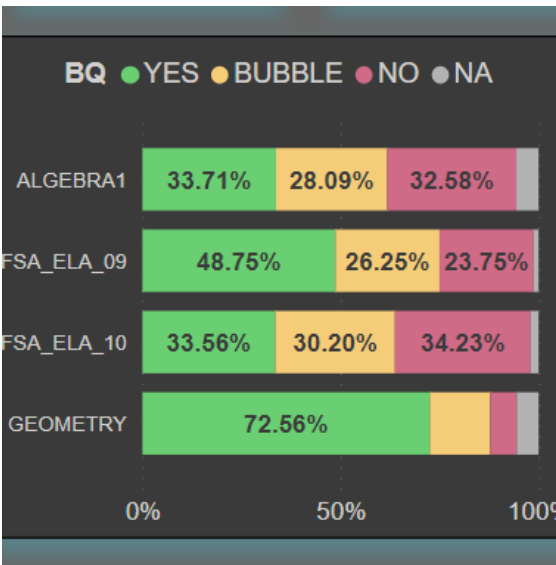 BQ YES BUBBLE NO NA
ALGEBRA1 33.71% 28.09% 32.58%
FSA_ELA_09 48.75% 26.25% 23.75%
FSA_ELA_10 33.56% 30.20% 34.23%
GEOMETRY 72.56%
0% 50% 100%